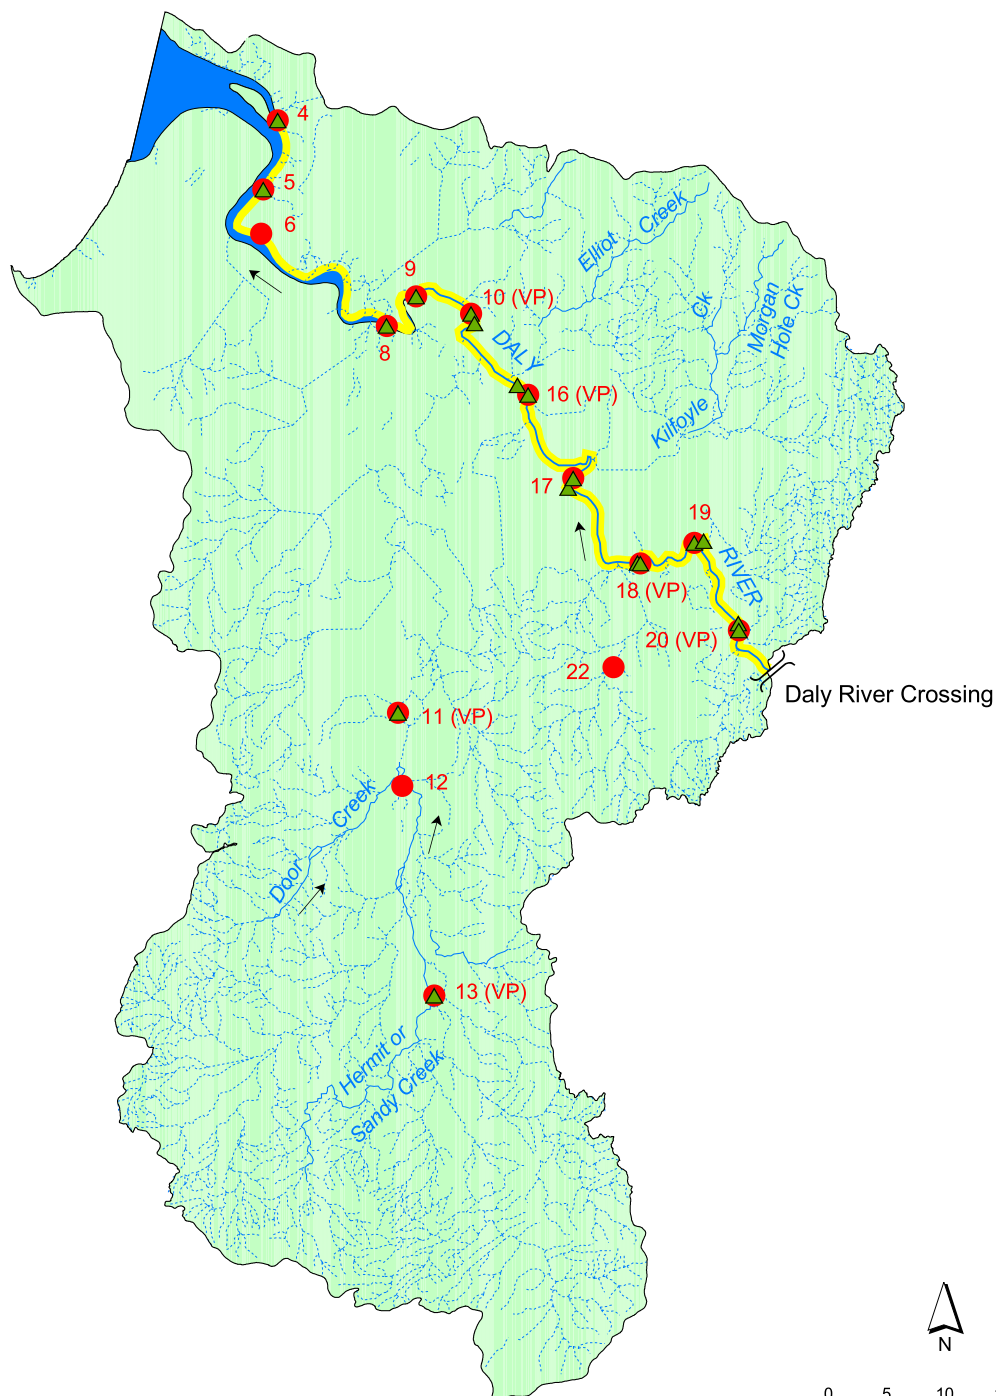 4
5
6
Elliot Creek
9
10 (VP)
Ck
Morgan
Hole Ck
8
DALY
16 (VP)
Kilfoyle
17
19
RIVER
18 (VP)
20 (VP)
22
Daly River Crossing
11 (VP)
12
Door Creek
13 (VP)
Hermit or
Sandy Creek
N
0 5 10